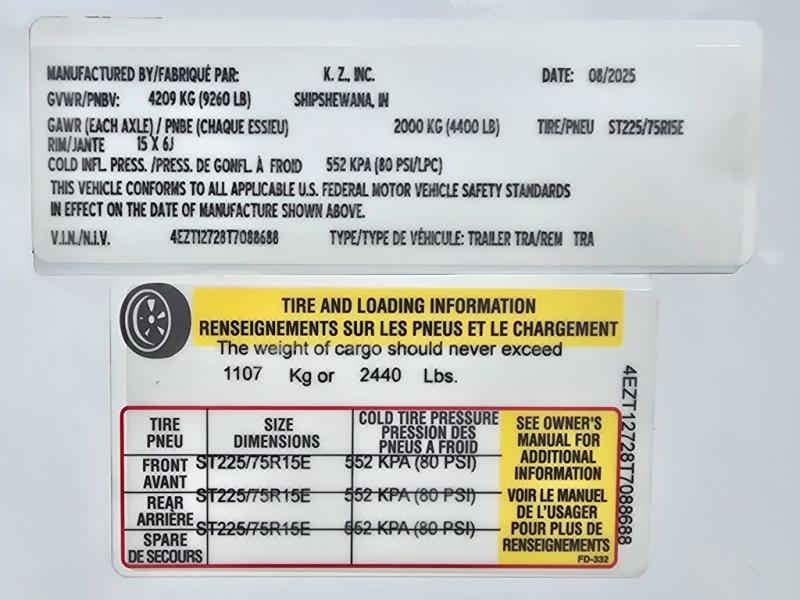 MANUFACTURED BY/FABRIQUÉ PAR: K. Z., INC. DATE: 08/2025
GVWR/PNBV: 4209 KG (9260 LB) SHIPSHEWANA, IN
GAWR (EACH AXLE) / PNBE (CHAQUE ESSIEU) 2000 KG (4400 LB) TIRE/PNEU ST225/75R15E
RIM/JANTE 15 X 6J
COLD INFL. PRESS. /PRESS. DE GONFL. À FROID 552 KPA (80 PSI/LPC)
THIS VEHICLE CONFORMS TO ALL APPLICABLE U.S. FEDERAL MOTOR VEHICLE SAFETY STANDARDS
IN EFFECT ON THE DATE OF MANUFACTURE SHOWN ABOVE.
V.I.N./N.I.V. 4EZT12728T7088688 TYPE/TYPE DE VÉHICULE: TRAILER TRA/REM TRA
TIRE AND LOADING INFORMATION
RENSEIGNEMENTS SUR LES PNEUS ET LE CHARGEMENT
The weight of cargo should never exceed
1107 Kg or 2440 Lbs.
TIRE
PNEU
SIZE
DIMENSIONS
COLD TIRE PRESSURE
PRESSION DES
PNEUS A FROID
FRONT
AVANT
ST225/75R15E 552 KPA (80 PSI)
REAR
ARRIÈRE
ST225/75R15E 552 KPA (80 PSI)
SPARE
DE SECOURS
ST225/75R15E 552 KPA (80 PSI)
SEE OWNER'S
MANUAL FOR
ADDITIONAL
INFORMATION
VOIR LE MANUEL
DE L'USAGER
POUR PLUS DE
RENSEIGNEMENTS
FD-332
4EZT12728T7088688